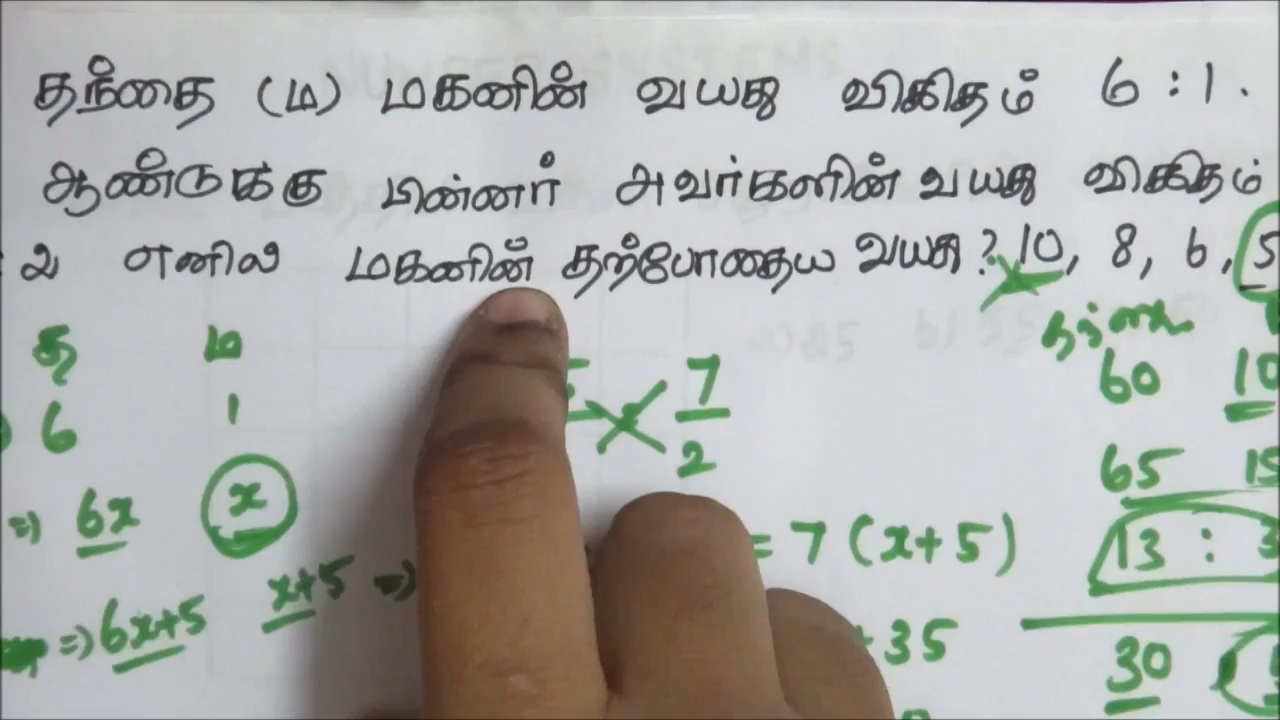 தந்தை (ம) மகனின் வயது விகிதம் 6 : 1.
ஆண்டுக்கு பின்னர் அவர்களின் வயது விகிதம்
: 2 எனில் மகனின் தற்போதைய வயது? 10, 8, 6, 5
த ம தந்தை
6 1 7/2 60 10
=> 6x x 65 15
= 7 (x+5) 13 : 3
=> 6x+5 x+5 =>
+35 30